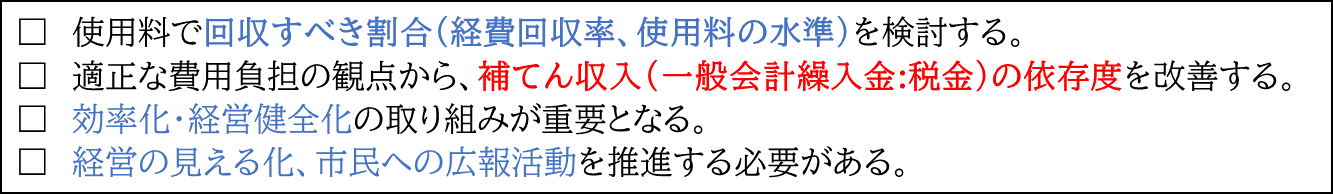 □ 使用料で回収すべき割合（経費回収率、使用料の水準）を検討する。
□ 適正な費用負担の観点から、補てん収入（一般会計繰入金:税金）の依存度を改善する。
□ 効率化・経営健全化の取り組みが重要となる。
□ 経営の見える化、市民への広報活動を推進する必要がある。